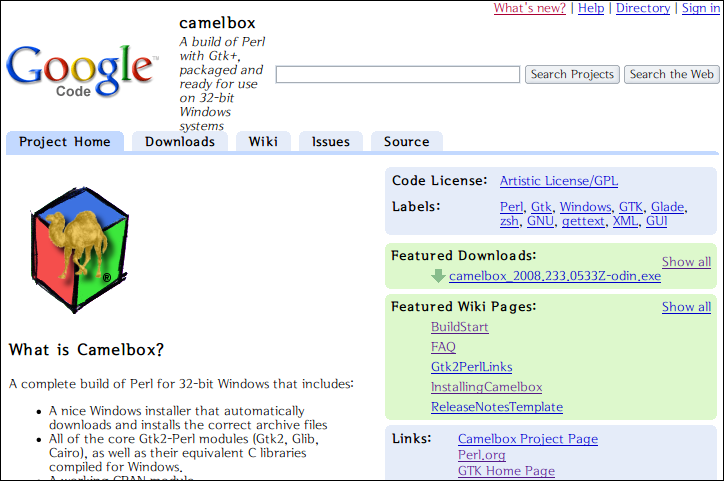 What's new? | Help | Directory | Sign in
Google™
Code
camelbox
A build of Perl
with Gtk+,
packaged and
ready for use
on 32-bit
Windows
systems
Search Projects Search the Web
Project Home Downloads Wiki Issues Source
®
What is Camelbox?
A complete build of Perl for 32-bit Windows that includes:
• A nice Windows installer that automatically
downloads and installs the correct archive files
• All of the core Gtk2-Perl modules (Gtk2, Glib,
Cairo), as well as their equivalent C libraries
compiled for Windows.
• A working CPAN module
Code License: Artistic License/GPL
Labels: Perl, Gtk, Windows, GTK, Glade,
zsh, GNU, gettext, XML, GUI
Featured Downloads: Show all
camelbox_2008.233.0533Z-odin.exe
Featured Wiki Pages: Show all
BuildStart
FAQ
Gtk2PerlLinks
InstallingCamelbox
ReleaseNotesTemplate
Links: Camelbox Project Page
Perl.org
GTK Home Page